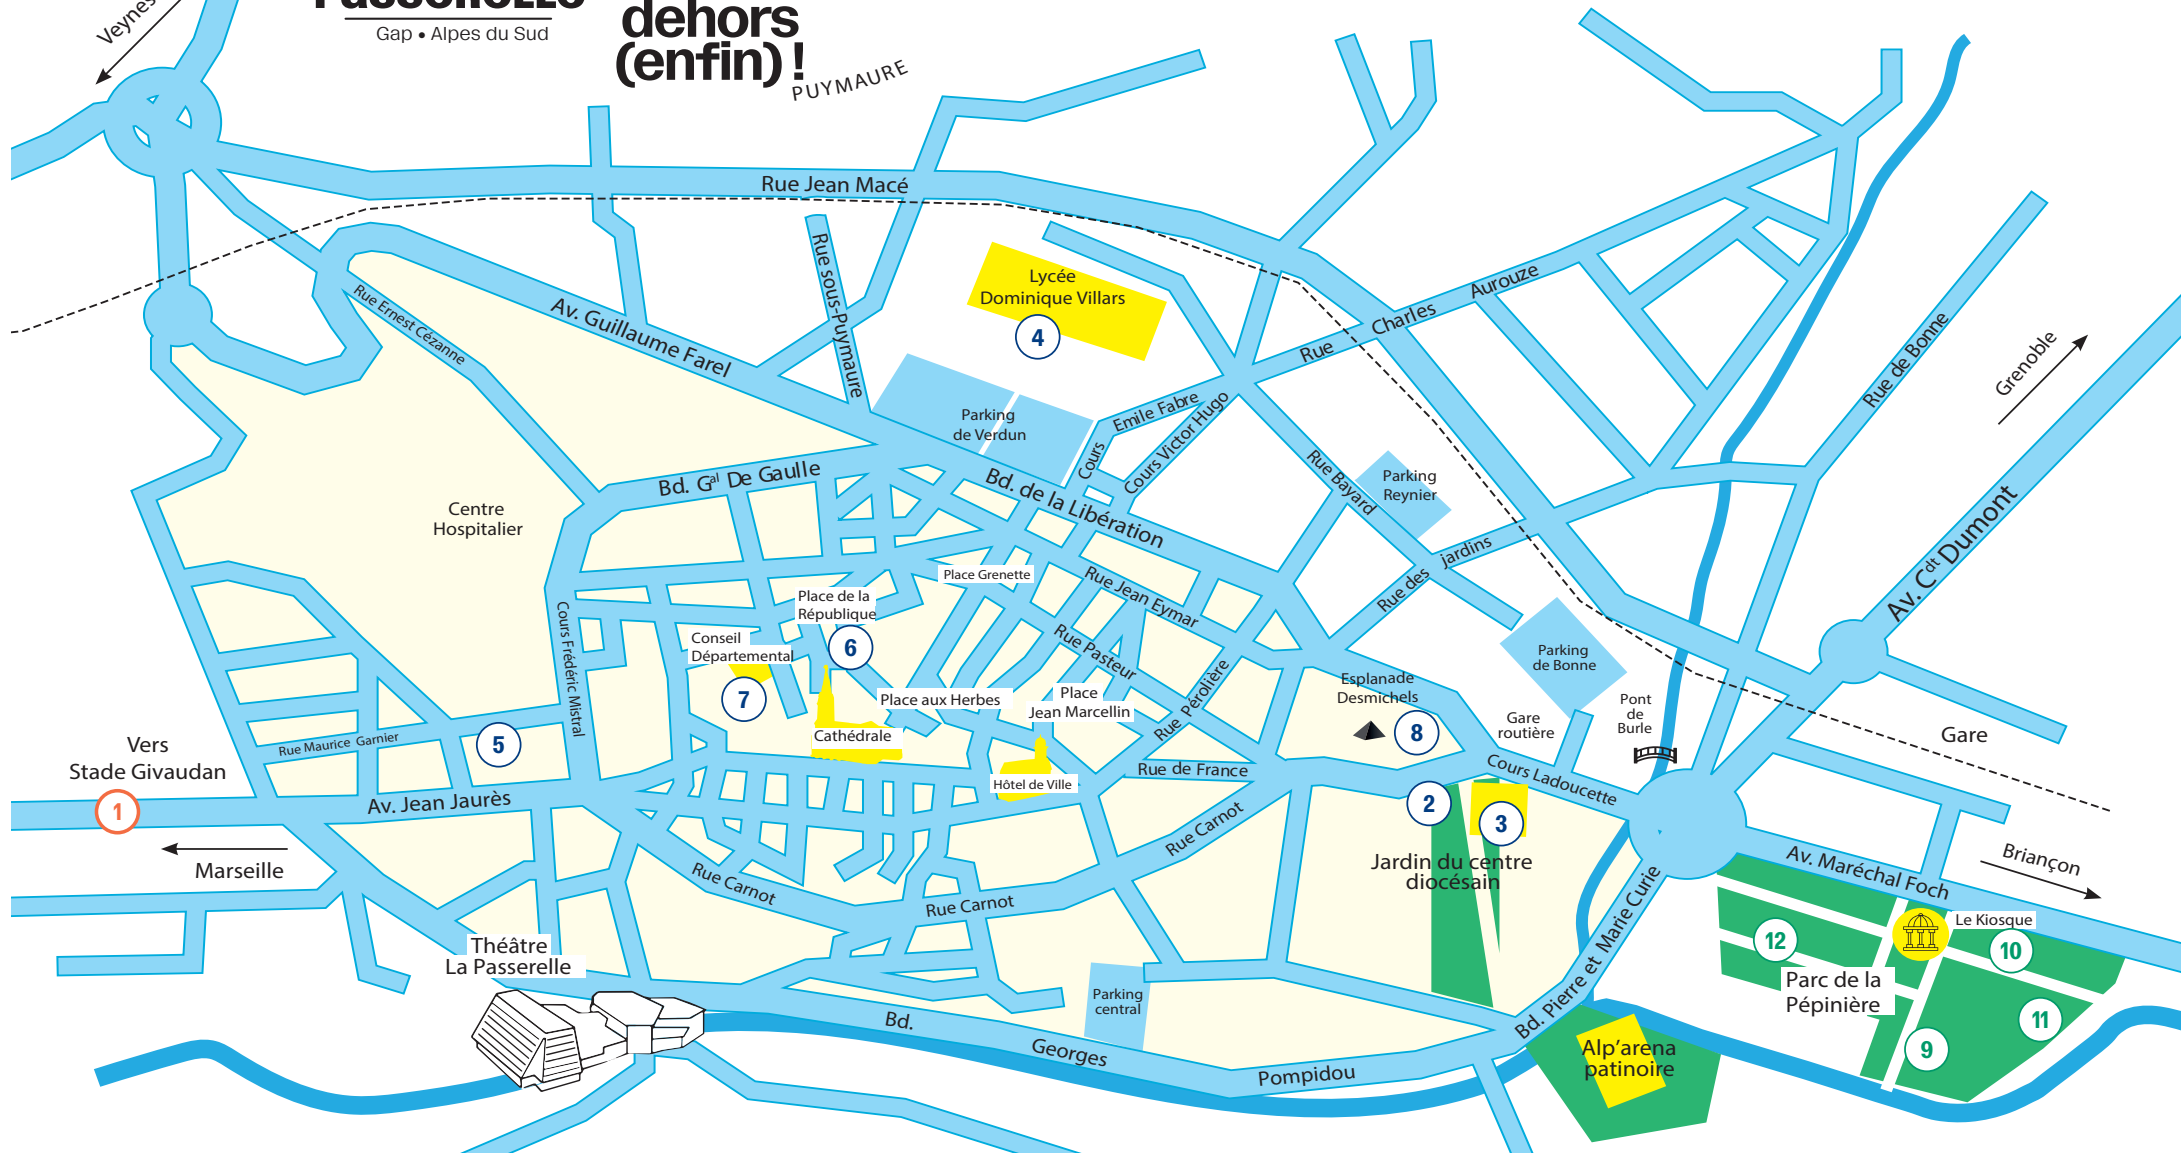 Veynes
Gap • Alpes du Sud
dehors
(enfin) !
PUYMAURE
Rue Jean Macé
Rue sous-Puymaure
Lycée
Dominique Villars
4
Rue Ernest Cézanne
Av. Guillaume Farel
Rue Charles Aurouze
Rue de Bonne
Grenoble
Parking
de Verdun
Cours Emile Fabre
Cours Victor Hugo
Bd. Gal De Gaulle
Bd. de la Libération
Rue Bayard
Parking
Reynier
Centre
Hospitalier
Rue des jardins
Av. Cdt Dumont
Place Grenette
Rue Jean Eymar
Place de la
République
6
Cours Frédéric Mistral
Conseil
Départemental
7
Rue Pasteur
Rue Pérolière
Parking
de Bonne
Esplanade
Desmichels
8
Pont
de
Burle
Gare
routière
Gare
Place aux Herbes
Place
Jean Marcellin
Cathédrale
Rue Maurice Garnier
5
Vers
Stade Givaudan
1
Av. Jean Jaurès
Hôtel de Ville
Rue de France
Cours Ladoucette
2
3
Marseille
Rue Carnot
Rue Carnot
Rue Carnot
Jardin du centre
diocésain
Av. Maréchal Foch
Briançon
Le Kiosque
12
10
Parc de la
Pépinière
11
9
Théâtre
La Passerelle
Parking
central
Bd. Pierre et Marie Curie
Bd. Georges Pompidou
Alp'arena
patinoire